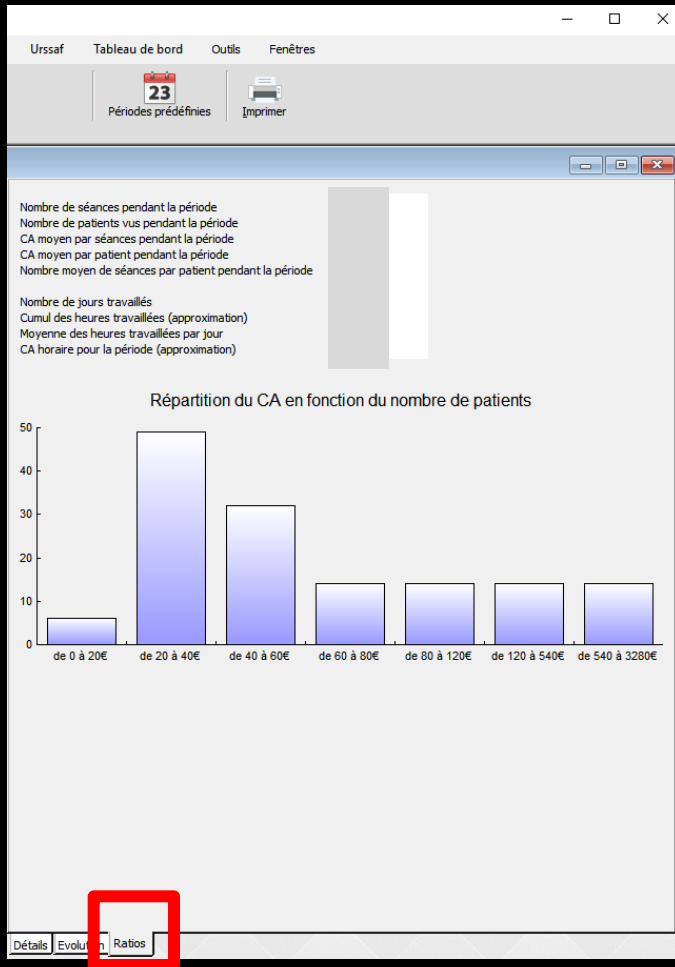 Urssaf Tableau de bord Outils Fenêtres
23
Périodes prédéfinies Imprimer
Nombre de séances pendant la période
Nombre de patients vus pendant la période
CA moyen par séances pendant la période
CA moyen par patient pendant la période
Nombre moyen de séances par patient pendant la période
Nombre de jours travaillés
Cumul des heures travaillées (approximation)
Moyenne des heures travaillées par jour
CA horaire pour la période (approximation)
Répartition du CA en fonction du nombre de patients
50
40
30
20
10
0
de 0 à 20€ de 20 à 40€ de 40 à 60€ de 60 à 80€ de 80 à 120€ de 120 à 540€ de 540 à 3280€
Détails Ratios